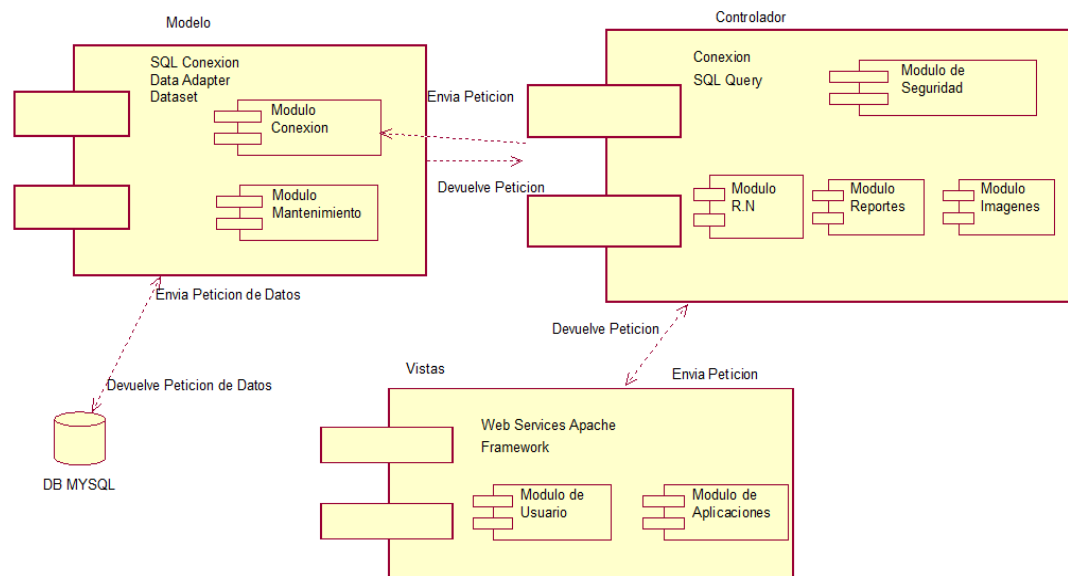 Modelo
SQL Conexion
Data Adapter
Dataset
Modulo
Conexion
Modulo
Mantenimiento
Envia Peticion
Devuelve Peticion
Controlador
Conexion
SQL Query
Modulo de
Seguridad
Modulo
R.N
Modulo
Reportes
Modulo
Imagenes
Envia Peticion de Datos
Devuelve Peticion de Datos
DB MYSQL
Devuelve Peticion
Envia Peticion
Vistas
Web Services Apache
Framework
Modulo de
Usuario
Modulo de
Aplicaciones